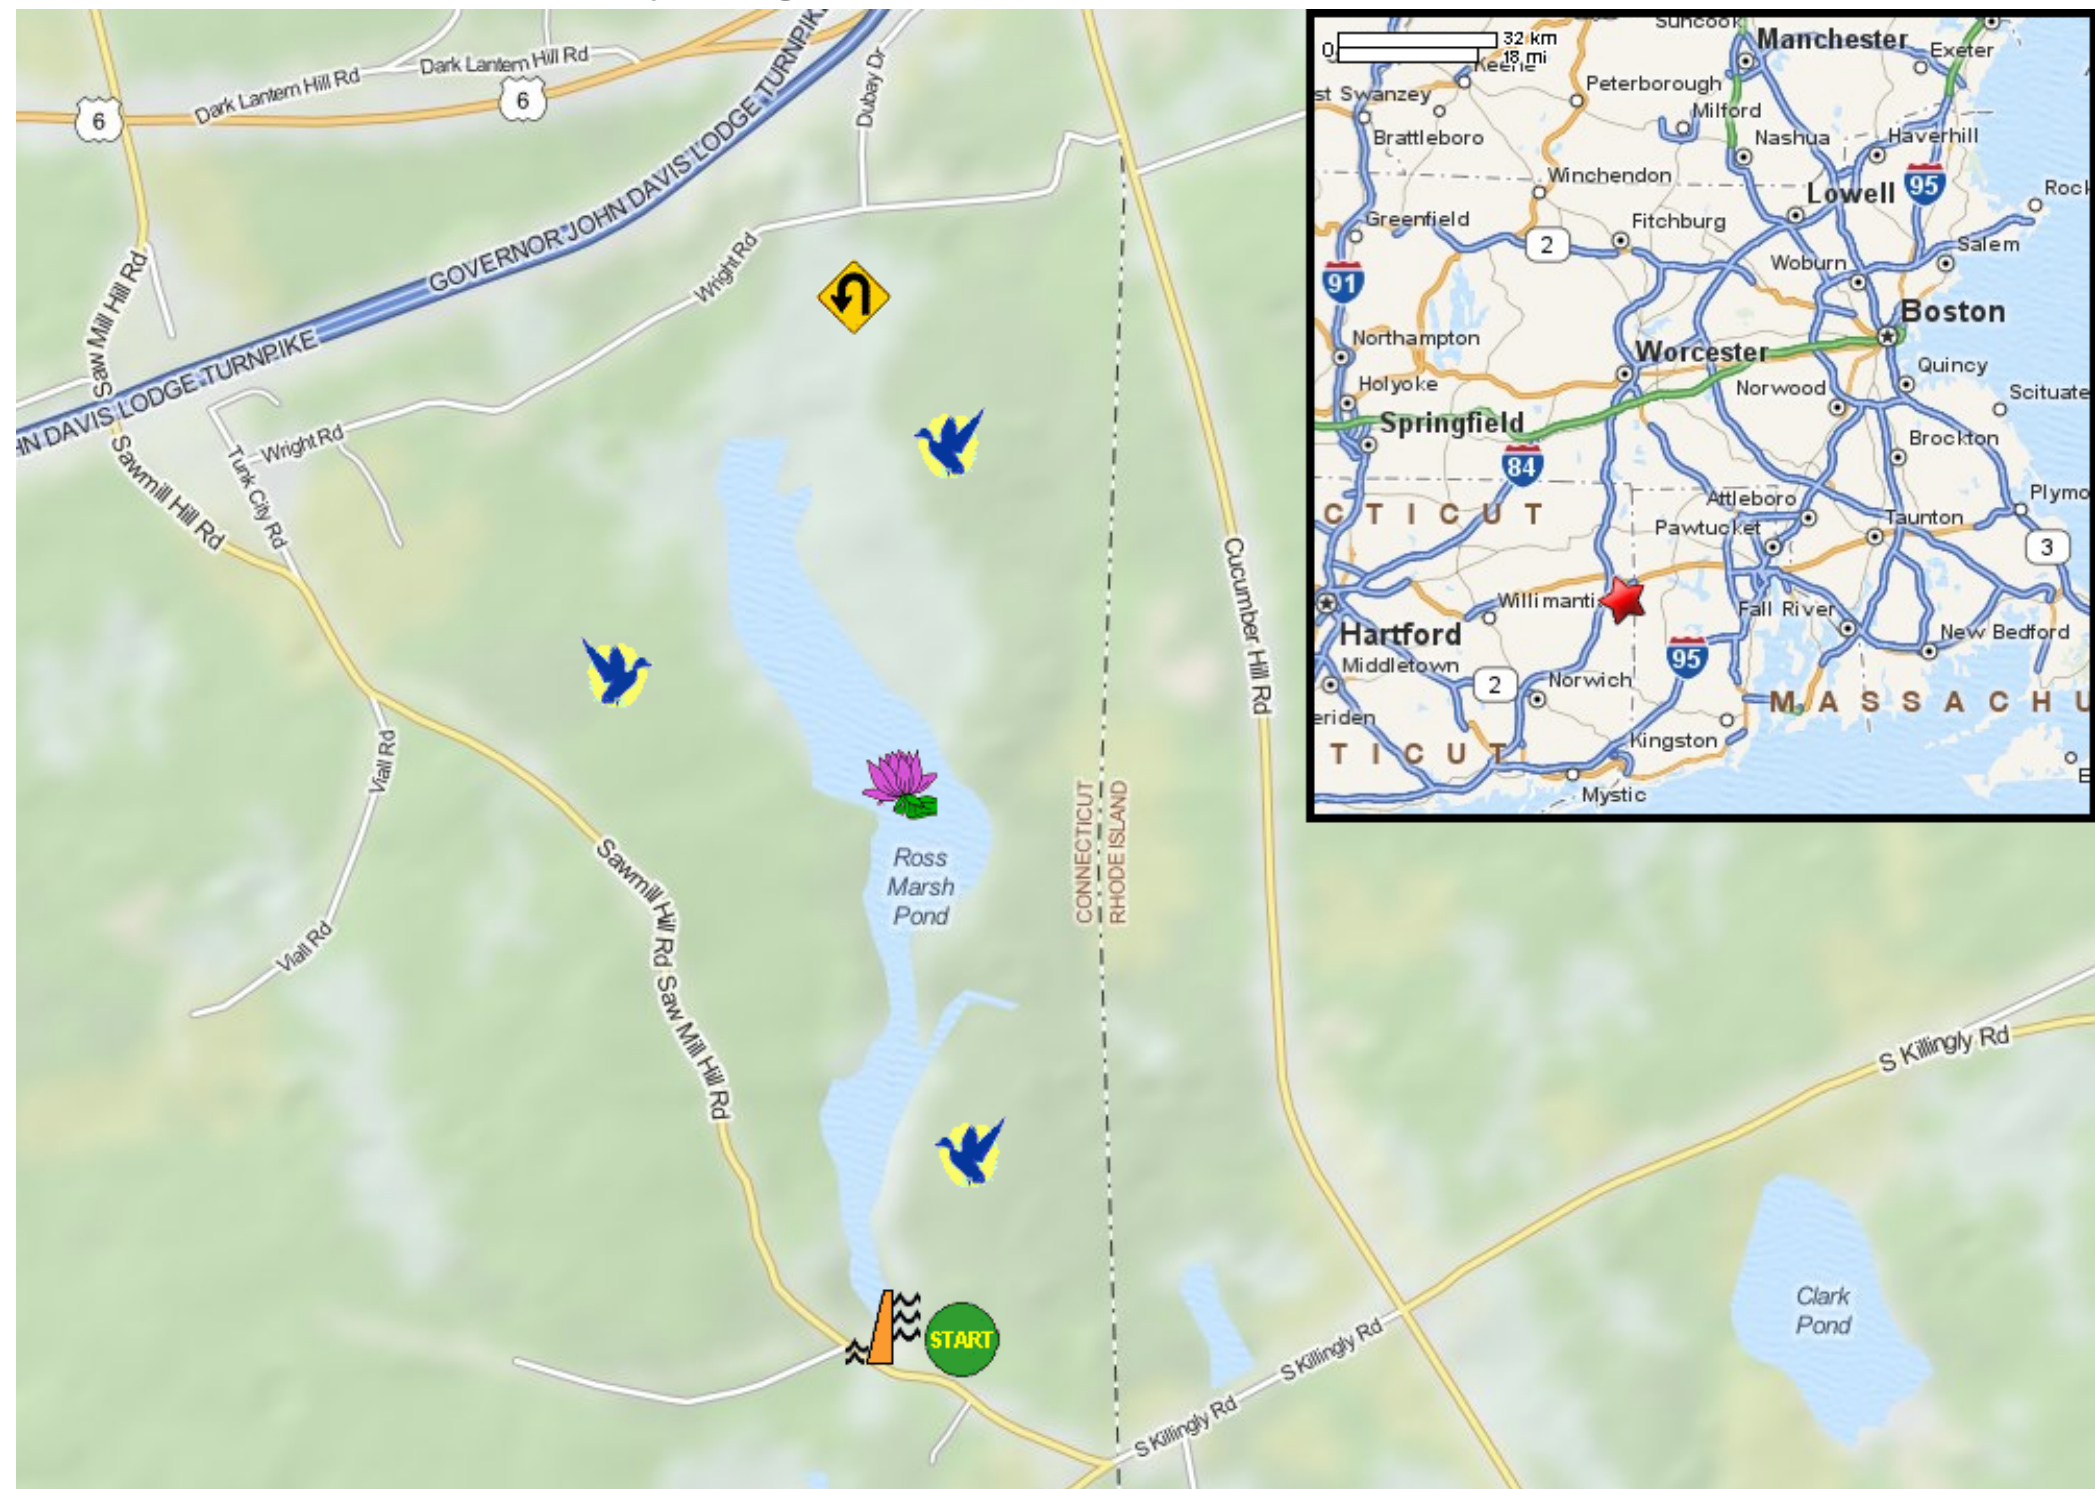 Dark Lantern Hill Rd
Dark Lantern Hill Rd
6
6
GOVERNOR JOHN DAVIS LODGE TURNPIKE
Dubay Dr
Wright Rd
Saw Mill Hill Rd
DAVIS LODGE TURNPIKE
Wright Rd
Tunk City Rd
Sawmill Hill Rd
Cucumber Hill Rd
Viall Rd
Viall Rd
Sawmill Hill Rd
Saw Mill Hill Rd
Ross
Marsh
Pond
CONNECTICUT
RHODE ISLAND
S Killingly Rd
START
S Killingly Rd
S Killingly Rd
Clark
Pond
0
32 km
18 mi
Suncook
Manchester
Exeter
Keene
Peterborough
st Swanzey
Milford
Brattleboro
Nashua
Haverhill
Winchendon
Lowell
95
Rock
Greenfield
Fitchburg
2
Salem
Woburn
91
Boston
Northampton
Worcester
Quincy
Holyoke
Norwood
Scituate
Springfield
Brockton
84
Attleboro
Plymo
C T I C U T
Pawtucket
Taunton
3
Willimanti
Fall River
Hartford
New Bedford
Middletown
95
2
Norwich
M A S S A C H U
eriden
Kingston
T I C U T
E
Mystic